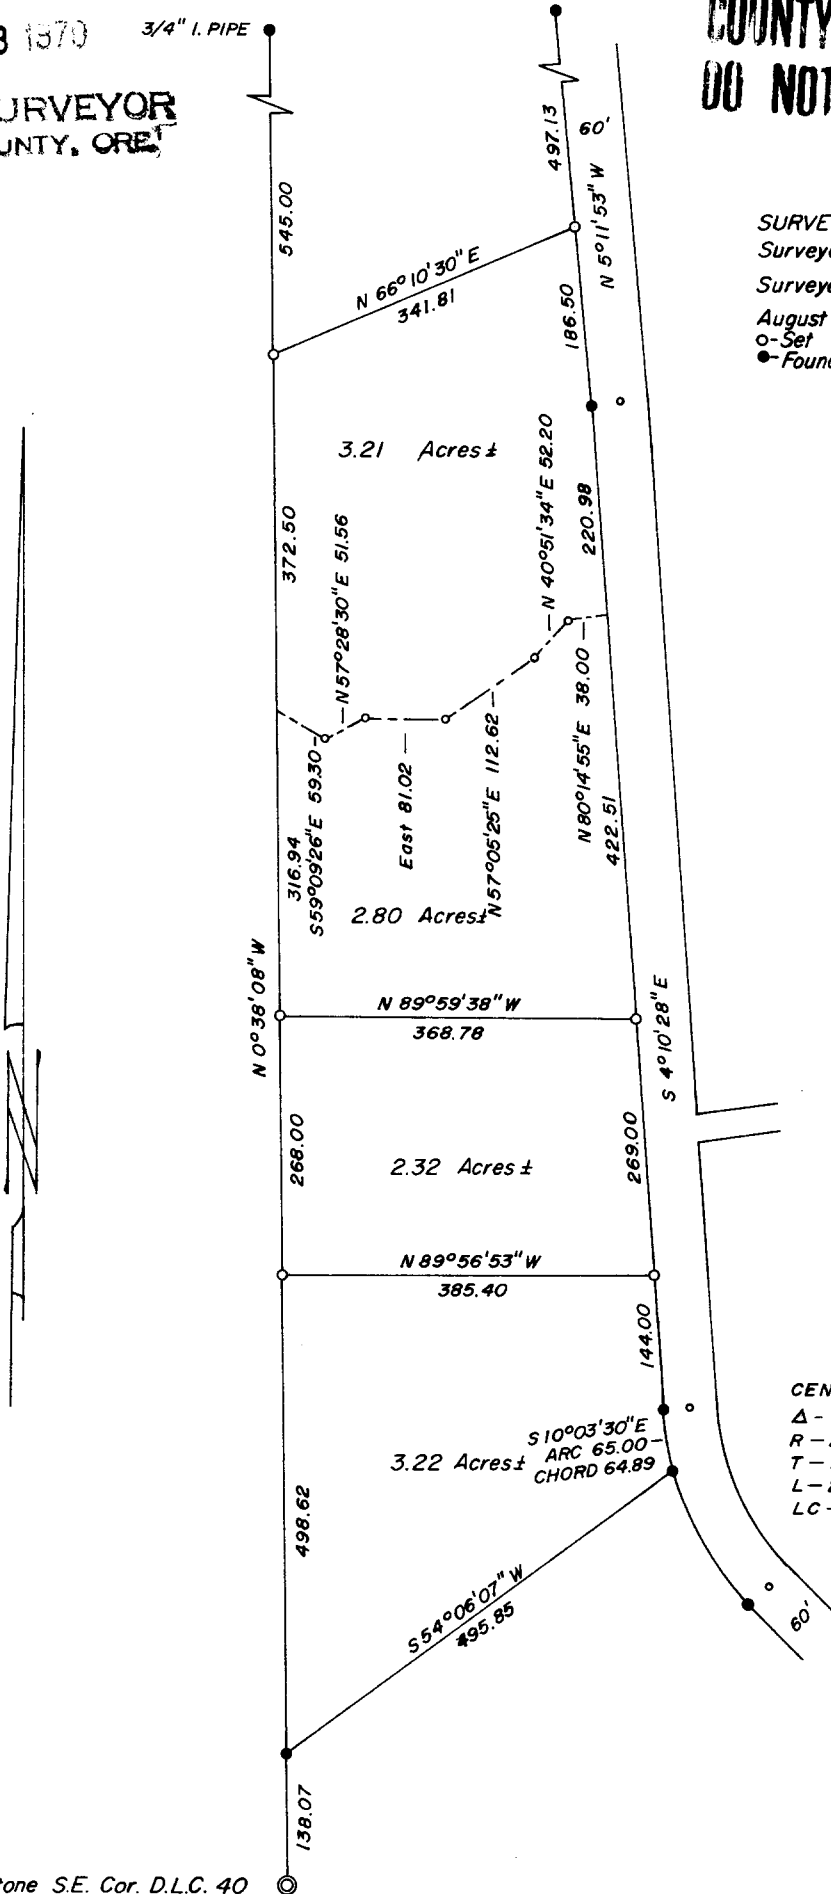 1970
3/4" I. PIPE
COUNTY
DO NOT
SURVEYOR
UNTY, ORE.
545.00
497.13
60'
N 5°11'53" W
N 66°10'30" E
341.81
186.50
August
o-Set
3.21 Acres ±
372.50
N 57°28'30" E 51.56
N 40°51'34" E 52.20
220.98
S 59°09'26" E 59.30
East 81.02
N 57°05'25" E 112.62
N 80°14'55" E 38.00
316.94
422.51
2.80 Acres ±
N 0°38'08" W
N 89°59'38" W
368.78
S 4°10'28" E
N
268.00
2.32 Acres ±
269.00
N 89°56'53" W
385.40
144.00
S 10°03'30" E
ARC 65.00
CHORD 64.89
3.22 Acres ±
CEN
Δ -
R -
T -
L -
LC -
498.62
S 54°06'07" W
495.85
60'
138.07
tone S.E. Cor. D.L.C. 40